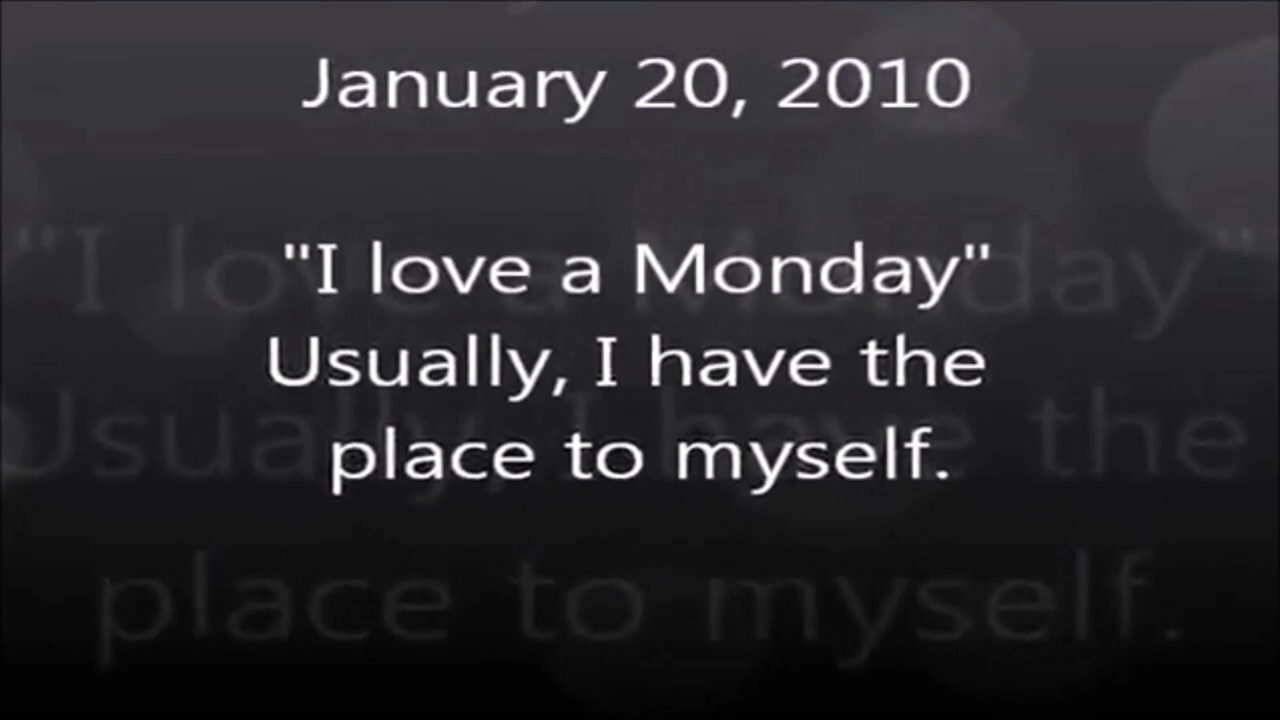 January 20, 2010
"I love a Monday"
Usually, I have the
place to myself.